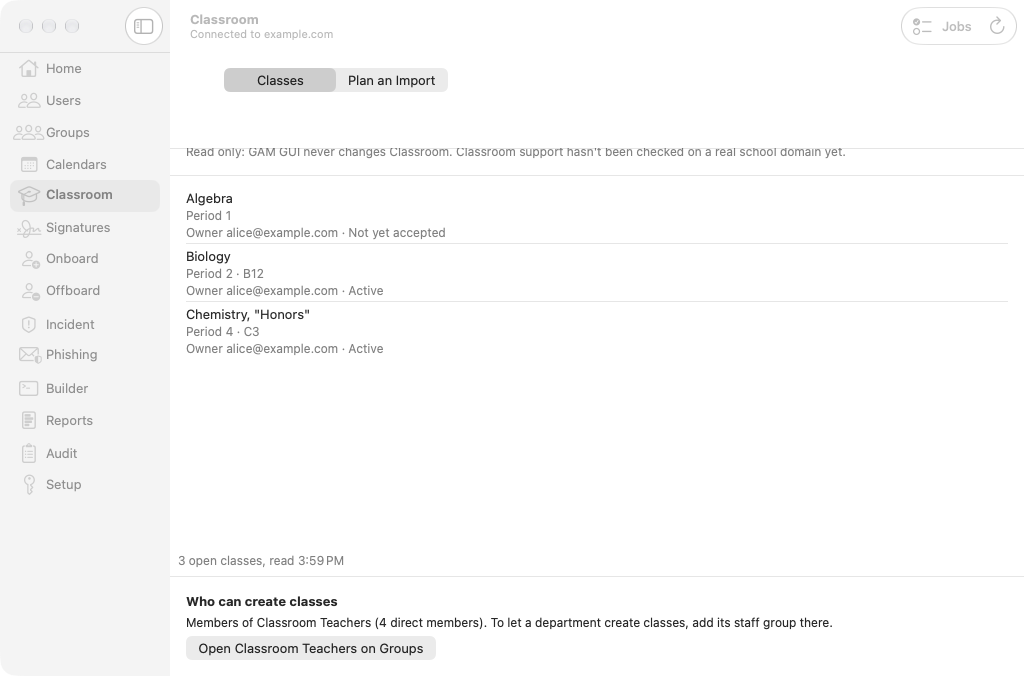 Classroom
Connected to example.com
Jobs
Home
Users
Groups
Calendars
Classroom
Signatures
Onboard
Offboard
Incident
Phishing
Builder
Reports
Audit
Setup
Classes
Plan an Import
Read only: GAM GUI never changes Classroom. Classroom support hasn't been checked on a real school domain yet.
Algebra
Period 1
Owner alice@example.com · Not yet accepted
Biology
Period 2 · B12
Owner alice@example.com · Active
Chemistry, "Honors"
Period 4 · C3
Owner alice@example.com · Active
3 open classes, read 3:59 PM
Who can create classes
Members of Classroom Teachers (4 direct members). To let a department create classes, add its staff group there.
Open Classroom Teachers on Groups